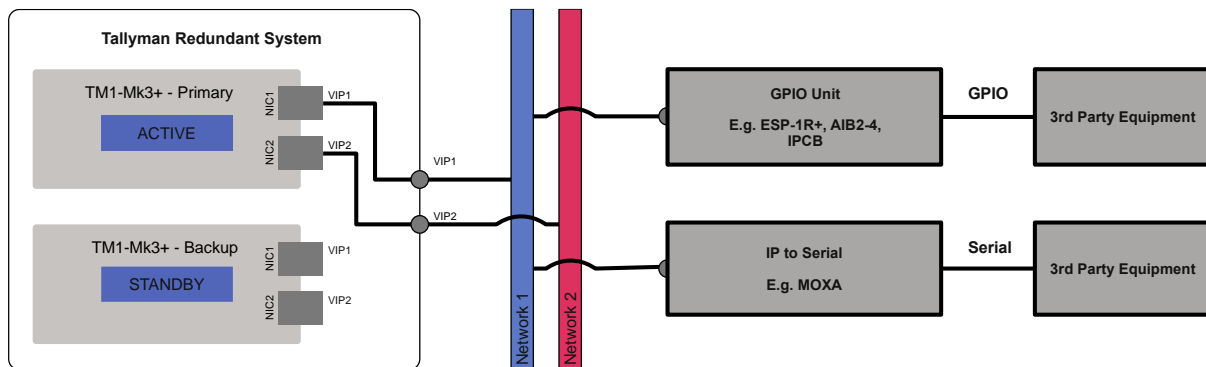 Tallyman Redundant System
TM1-Mk3+ - Primary
ACTIVE
NIC1
VIP1
NIC2
VIP2
TM1-Mk3+ - Backup
STANDBY
NIC1
VIP1
NIC2
VIP2
VIP1
VIP2
Network 1
Network 2
GPIO Unit
E.g. ESP-1R+, AIB2-4,
IPCB
GPIO
3rd Party Equipment
IP to Serial
E.g. MOXA
Serial
3rd Party Equipment